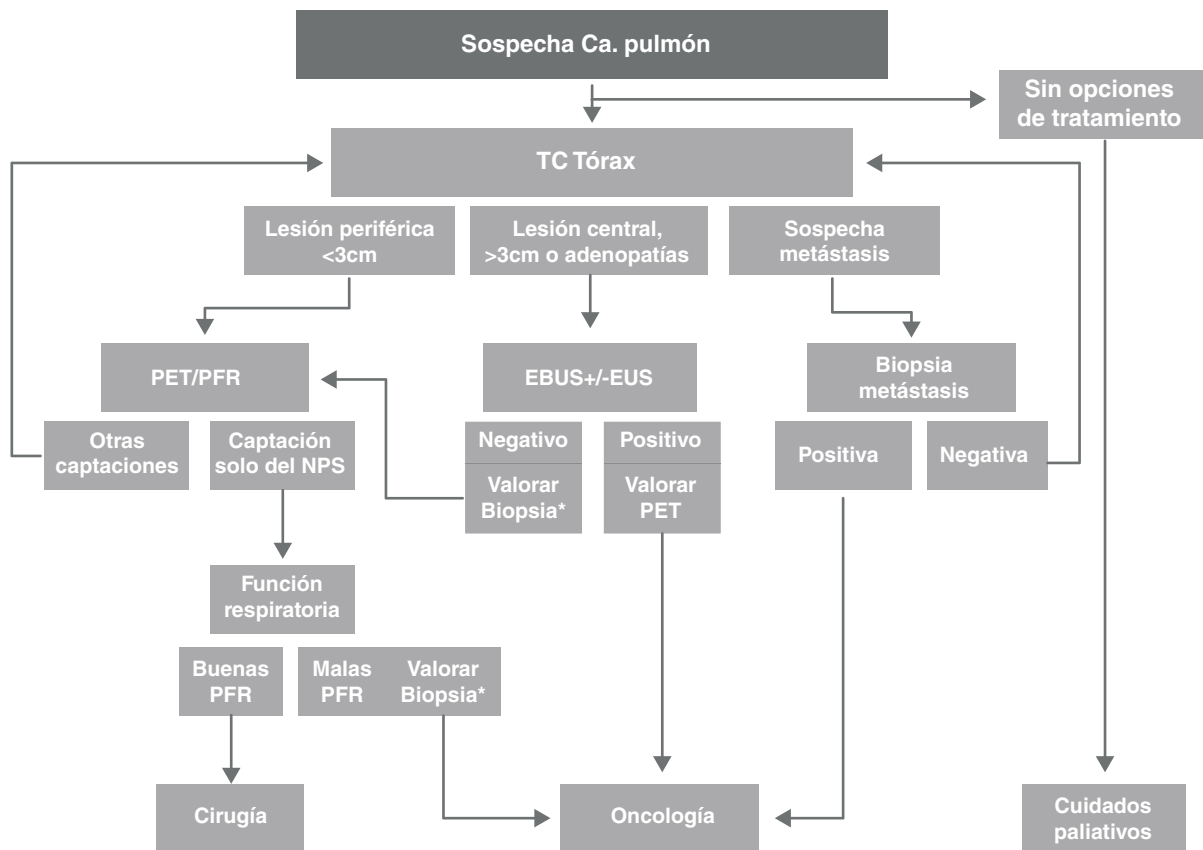 Sospecha Ca. pulmón
Sin opciones
de tratamiento
TC Tórax
Lesión periférica
<3cm
Lesión central,
>3cm o adenopatías
Sospecha
metástasis
PET/PFR
EBUS+/-EUS
Biopsia
metástasis
Otras
captaciones
Captación
solo del NPS
Negativo
Valorar
Biopsia*
Positivo
Valorar
PET
Positiva
Negativa
Función
respiratoria
Buenas
PFR
Malas
PFR
Valorar
Biopsia*
Cirugía
Oncología
Cuidados
paliativos